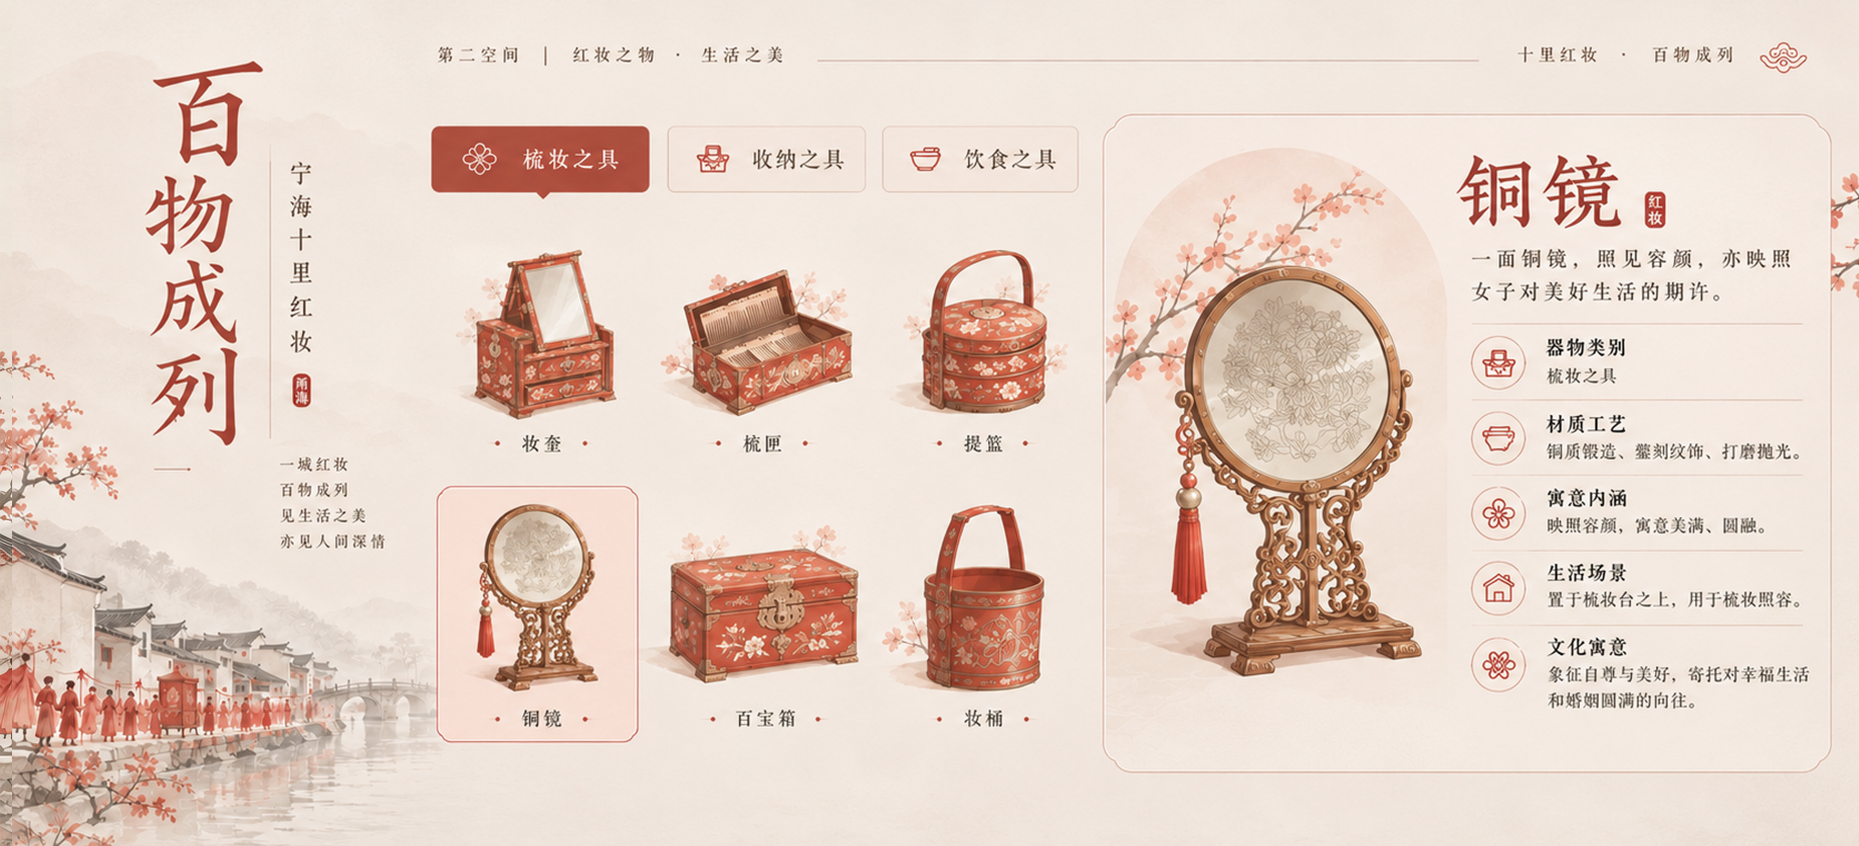 百物成列
宁海十里红妆
一城红妆
百物成列
见生活之美
亦见人间深情
第二空间 | 红妆之物 · 生活之美
十里红妆 · 百物成列
梳妆之具
收纳之具
饮食之具
妆奁
梳匣
提篮
铜镜
百宝箱
妆桶
铜镜
红妆
一面铜镜，照见容颜，亦映照
女子对美好生活的期许。
器物类别
梳妆之具
材质工艺
铜质锻造、鏨刻纹饰、打磨抛光。
寓意内涵
映照容颜，寓意美满、圆融。
生活场景
置于梳妆台之上，用于梳妆照容。
文化寓意
象征自尊与美好，寄托对幸福生活
和婚姻圆满的向往。